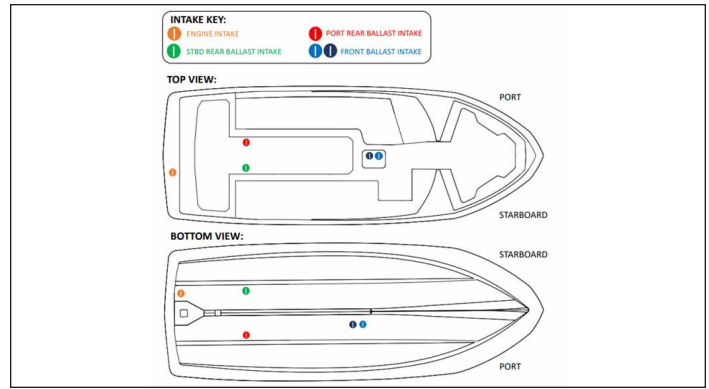 INTAKE KEY:
ENGINE INTAKE
PORT REAR BALLAST INTAKE
STBD REAR BALLAST INTAKE
FRONT BALLAST INTAKE
TOP VIEW:
PORT
STARBOARD
BOTTOM VIEW:
STARBOARD
PORT